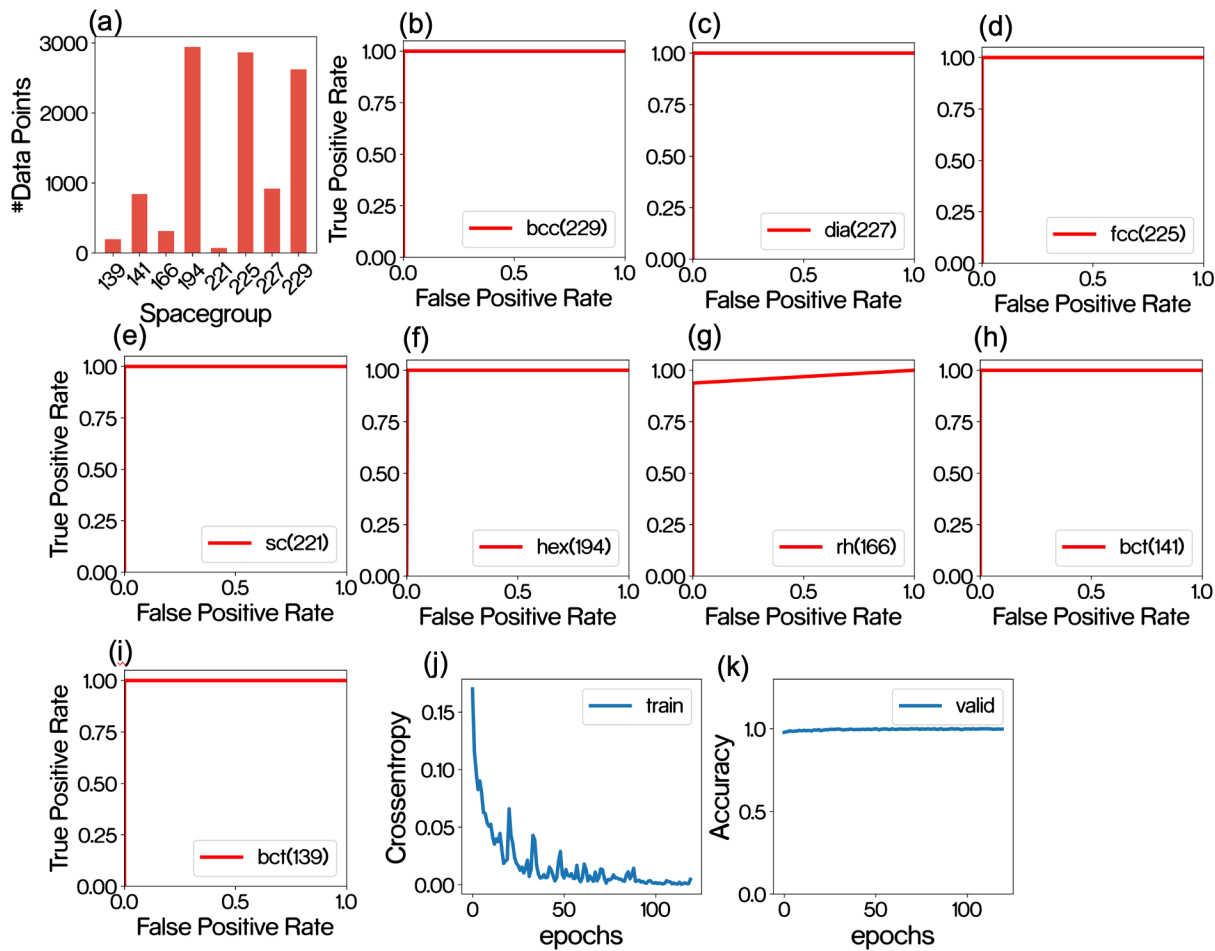 (a)
3000
2000
1000
0
#Data Points
139 141 166 194 221 225 227 229
Spacegroup
(b)
1.00
0.75
0.50
0.25
0.00
True Positive Rate
bcc(229)
0.0 0.5 1.0
False Positive Rate
(c)
1.00
0.75
0.50
0.25
0.00
dia(227)
0.0 0.5 1.0
False Positive Rate
(d)
1.00
0.75
0.50
0.25
0.00
fcc(225)
0.0 0.5 1.0
False Positive Rate
(e)
1.00
0.75
0.50
0.25
0.00
True Positive Rate
sc(221)
0.0 0.5 1.0
False Positive Rate
(f)
1.00
0.75
0.50
0.25
0.00
hex(194)
0.0 0.5 1.0
False Positive Rate
(g)
1.00
0.75
0.50
0.25
0.00
rh(166)
0.0 0.5 1.0
False Positive Rate
(h)
1.00
0.75
0.50
0.25
0.00
bct(141)
0.0 0.5 1.0
False Positive Rate
(i)
1.00
0.75
0.50
0.25
0.00
True Positive Rate
bct(139)
0.0 0.5 1.0
False Positive Rate
(j)
0.15
0.10
0.05
0.00
Crossentropy
train
0 50 100
epochs
(k)
1.0
0.5
0.0
Accuracy
valid
0 50 100
epochs